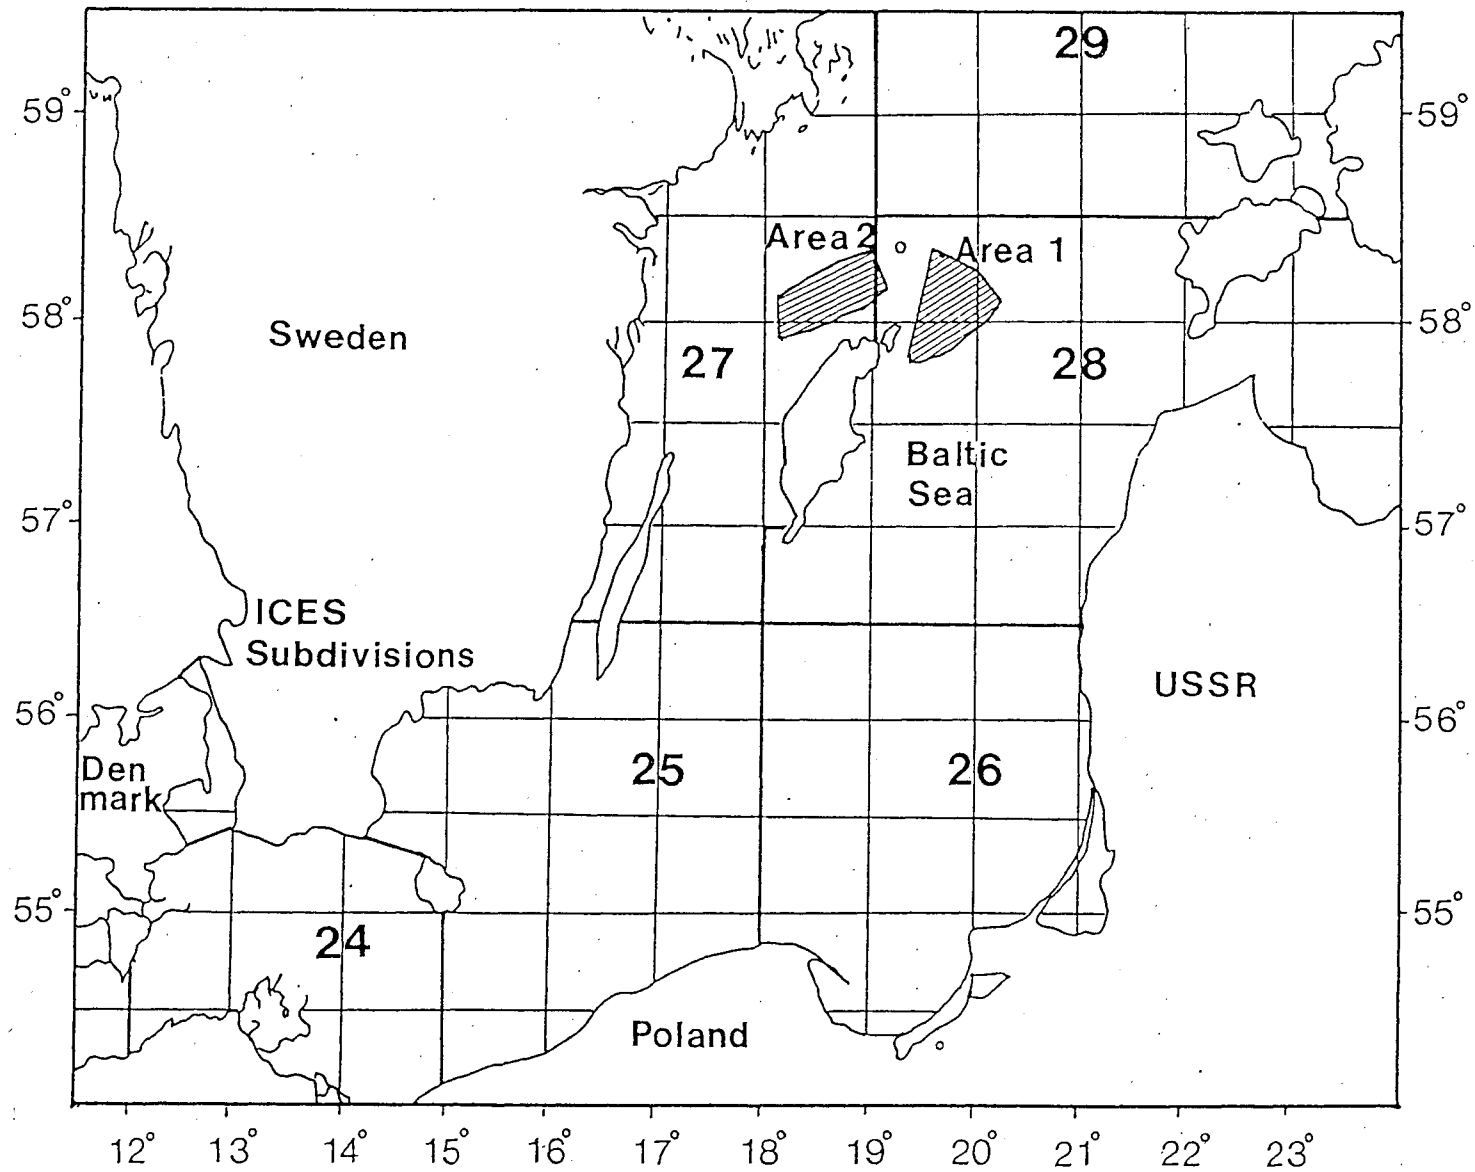 29
59°
59°
Area 2
Area 1
58°
58°
Sweden
27
28
Baltic
Sea
57°
57°
ICES
Subdivisions
USSR
56°
56°
Den
mark
25
26
55°
55°
24
Poland
12° 13° 14° 15° 16° 17° 18° 19° 20° 21° 22° 23°